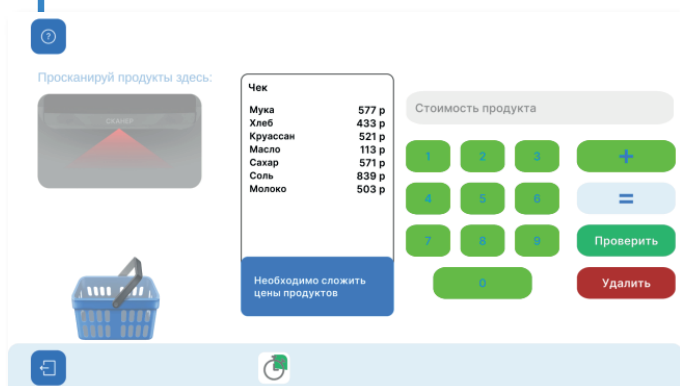 ?
Просканируй продукты здесь:
СКАНЕР
Чек
Мука 577 р
Хлеб 433 р
Круассан 521 р
Масло 113 р
Сахар 571 р
Соль 839 р
Молоко 503 р
Необходимо сложить
цены продуктов
Стоимость продукта
1 2 3 +
4 5 6 =
7 8 9 Проверить
0 Удалить